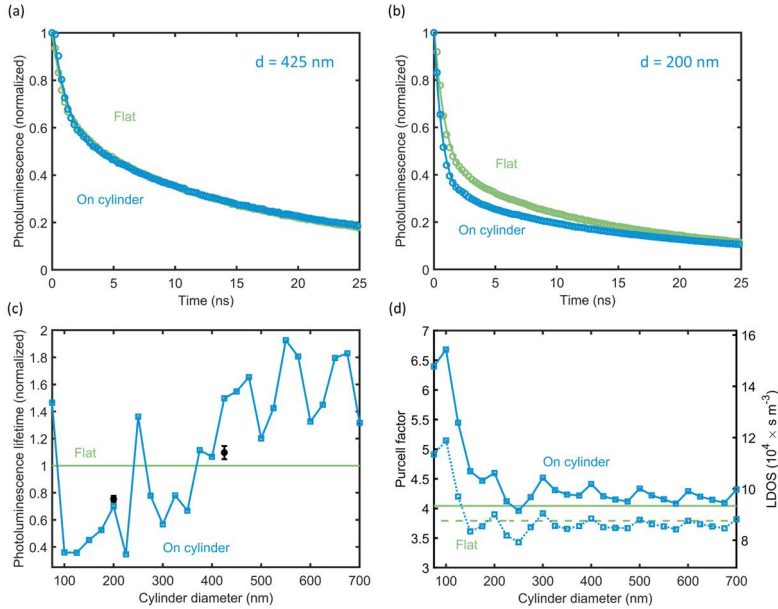 (a)
1
0.8
0.6
0.4
0.2
0
Photoluminescence (normalized)
d = 425 nm
Flat
On cylinder
0 5 10 15 20 25
Time (ns)
(b)
1
0.8
0.6
0.4
0.2
0
Photoluminescence (normalized)
d = 200 nm
Flat
On cylinder
0 5 10 15 20 25
Time (ns)
(c)
2
1.8
1.6
1.4
1.2
1
0.8
0.6
0.4
Photoluminescence lifetime (normalized)
Flat
On cylinder
100 200 300 400 500 600 700
Cylinder diameter (nm)
(d)
7
6.5
6
5.5
5
4.5
4
3.5
3
Purcell factor
On cylinder
Flat
16
14
12
10
8
LDOS (10⁴ × s m⁻³)
100 200 300 400 500 600 700
Cylinder diameter (nm)